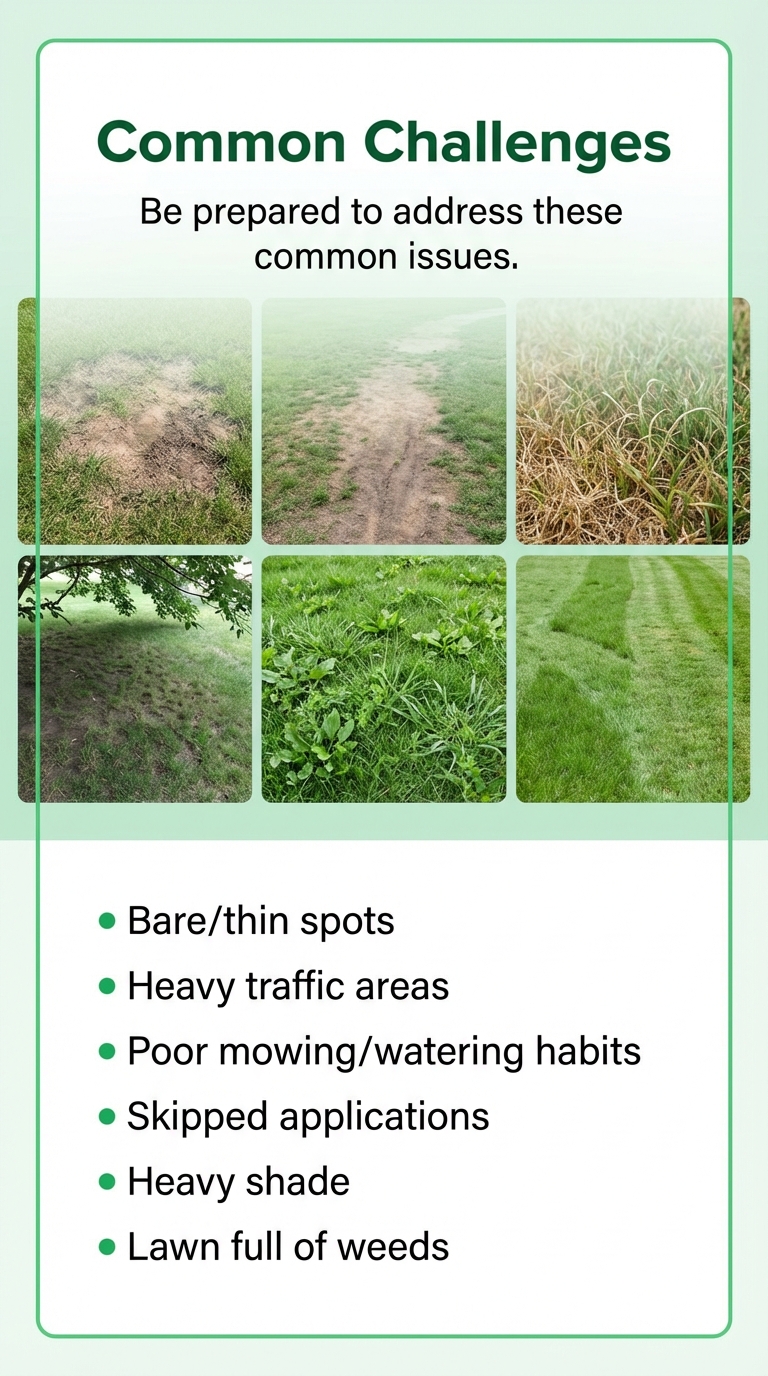 Common Challenges
Be prepared to address these
common issues.
• Bare/thin spots
• Heavy traffic areas
• Poor mowing/watering habits
• Skipped applications
• Heavy shade
• Lawn full of weeds